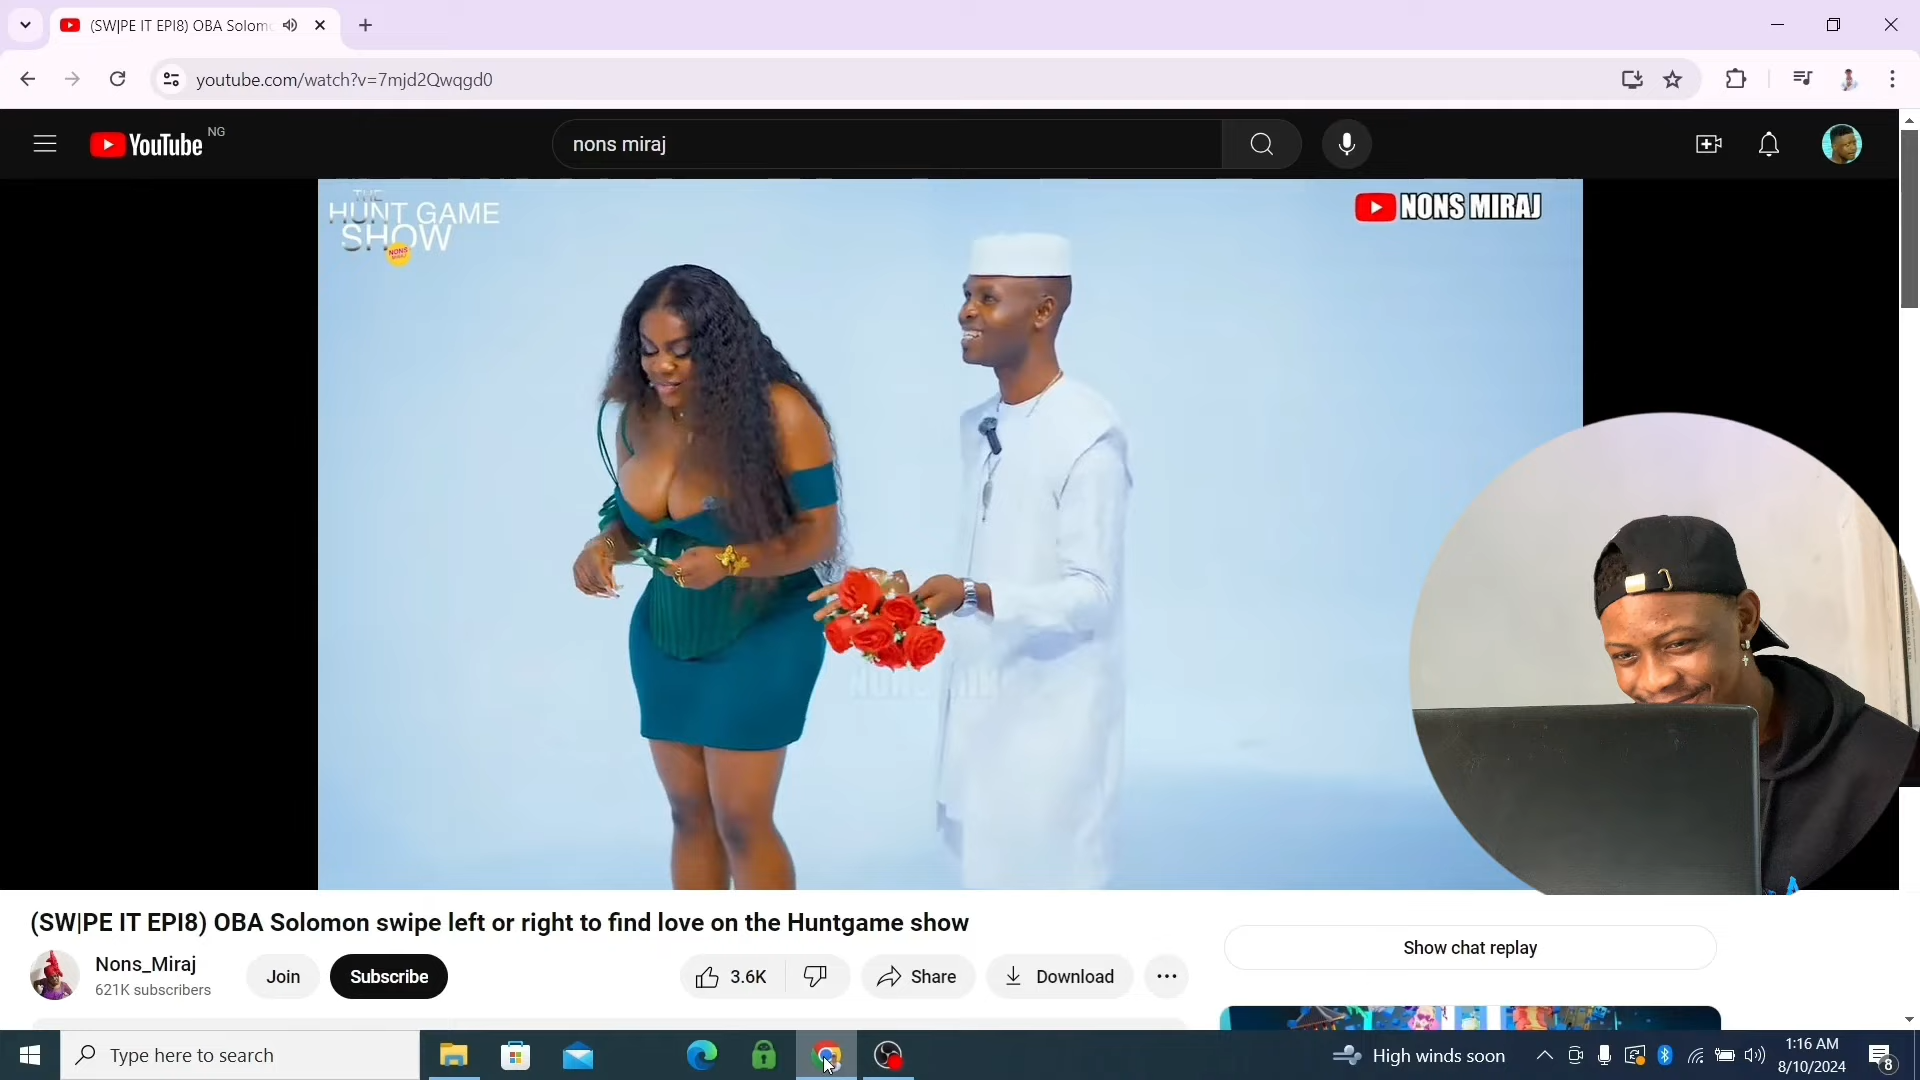 (SW|PE IT EPI8) OBA Solom
youtube.com/watch?v=7mjd2Qwqgd0
YouTube NG
nons miraj
THE
HUNT GAME
SHOW
NONS
NONS MIRAJ
(SW|PE IT EPI8) OBA Solomon swipe left or right to find love on the Huntgame show
Nons_Miraj
621K subscribers
Join
Subscribe
3.6K
Share
Download
Show chat replay
Type here to search
High winds soon
1:16 AM
8/10/2024
8